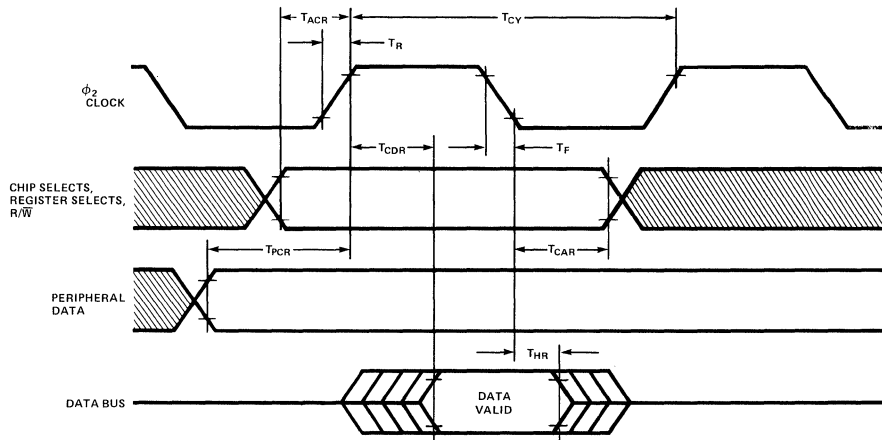 TACR
TCY
TR
ϕ2
CLOCK
TCDR
TF
CHIP SELECTS,
REGISTER SELECTS,
R/W̅
TPCR
TCAR
PERIPHERAL
DATA
THR
DATA BUS
DATA
VALID